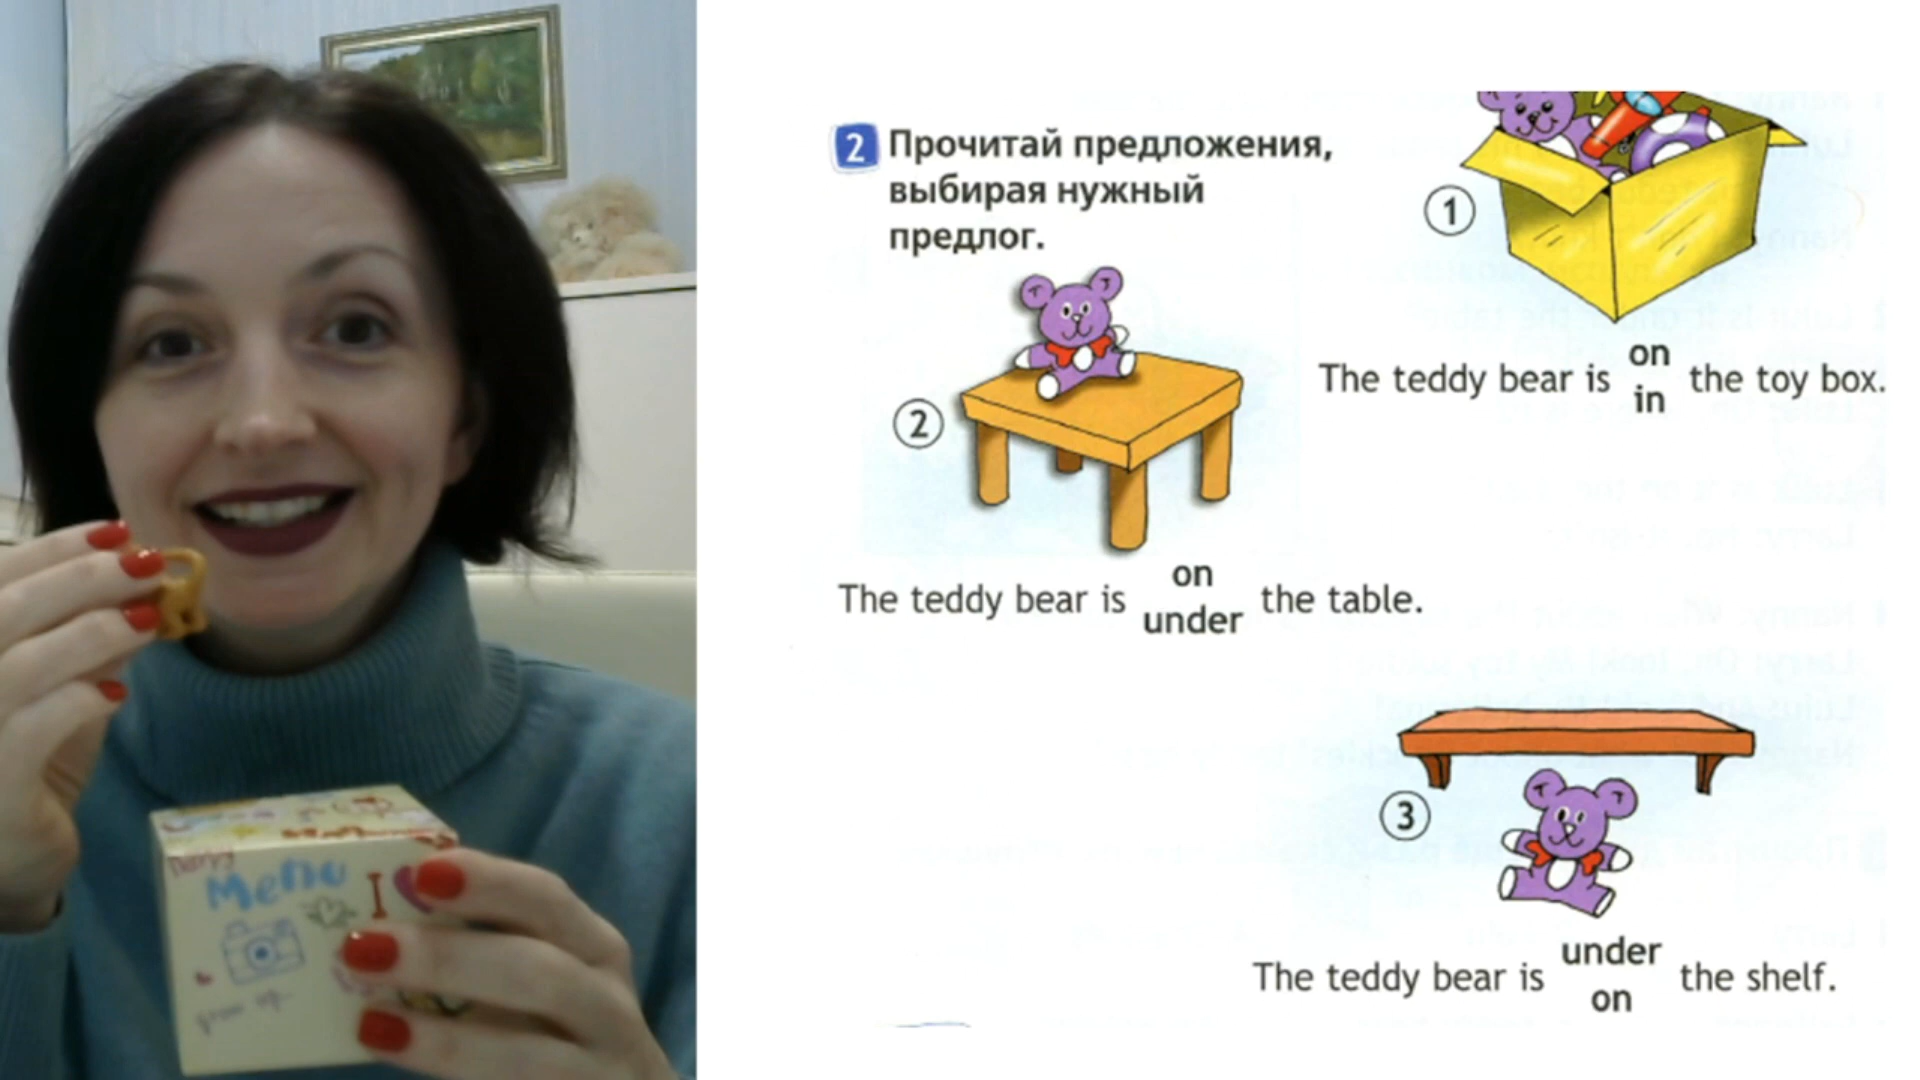 2 Прочитай предложения,
выбирая нужный
предлог.
1
The teddy bear is on in the toy box.
2
The teddy bear is on under the table.
3
The teddy bear is under on the shelf.
happy
Menu
I